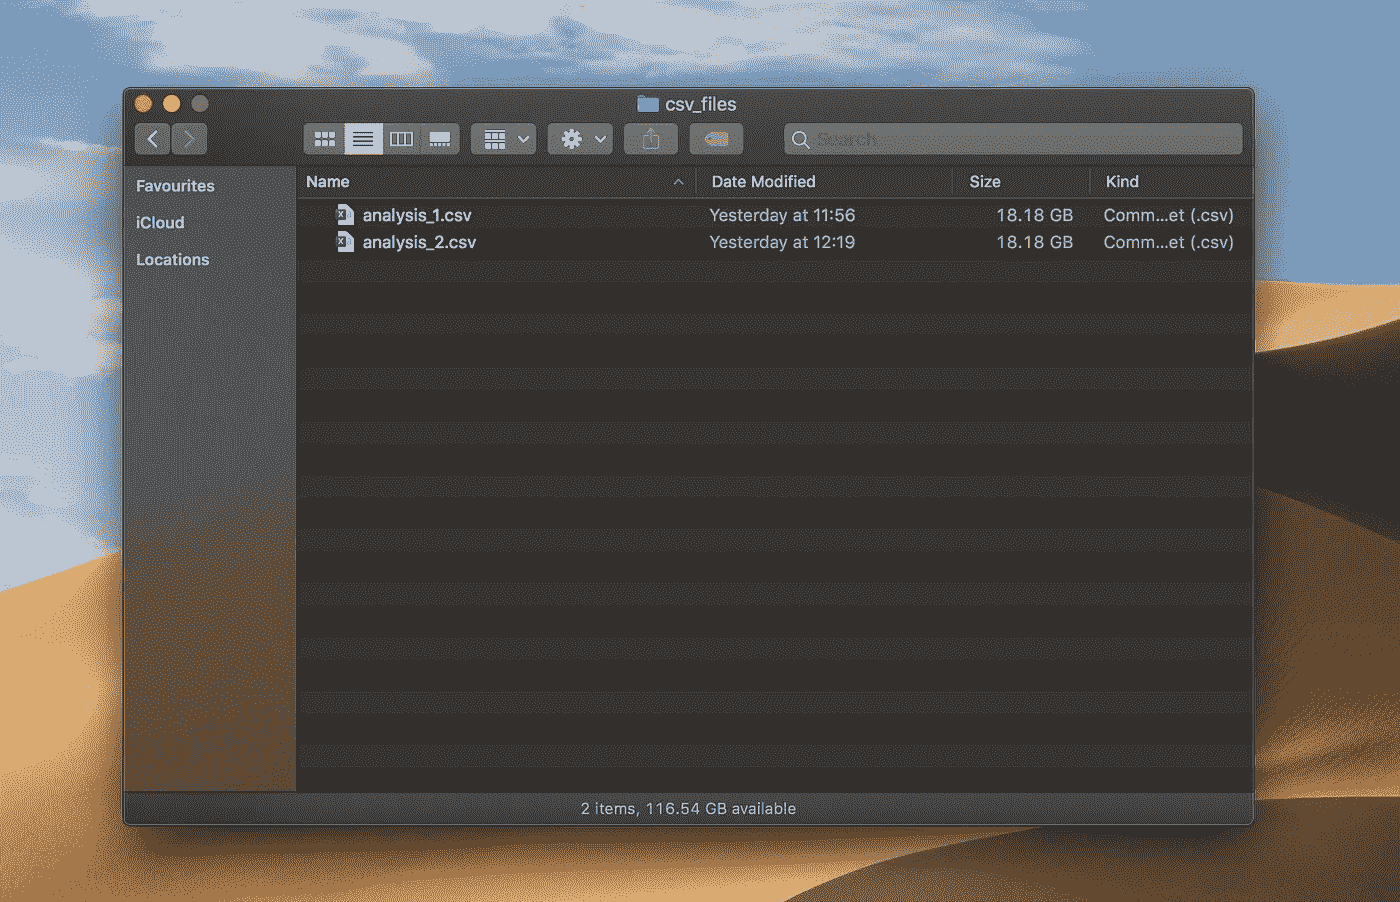 csv_files
Search
Favourites
iCloud
Locations
Name Date Modified Size Kind
analysis_1.csv Yesterday at 11:56 18.18 GB Comm...et (.csv)
analysis_2.csv Yesterday at 12:19 18.18 GB Comm...et (.csv)
2 items, 116.54 GB available